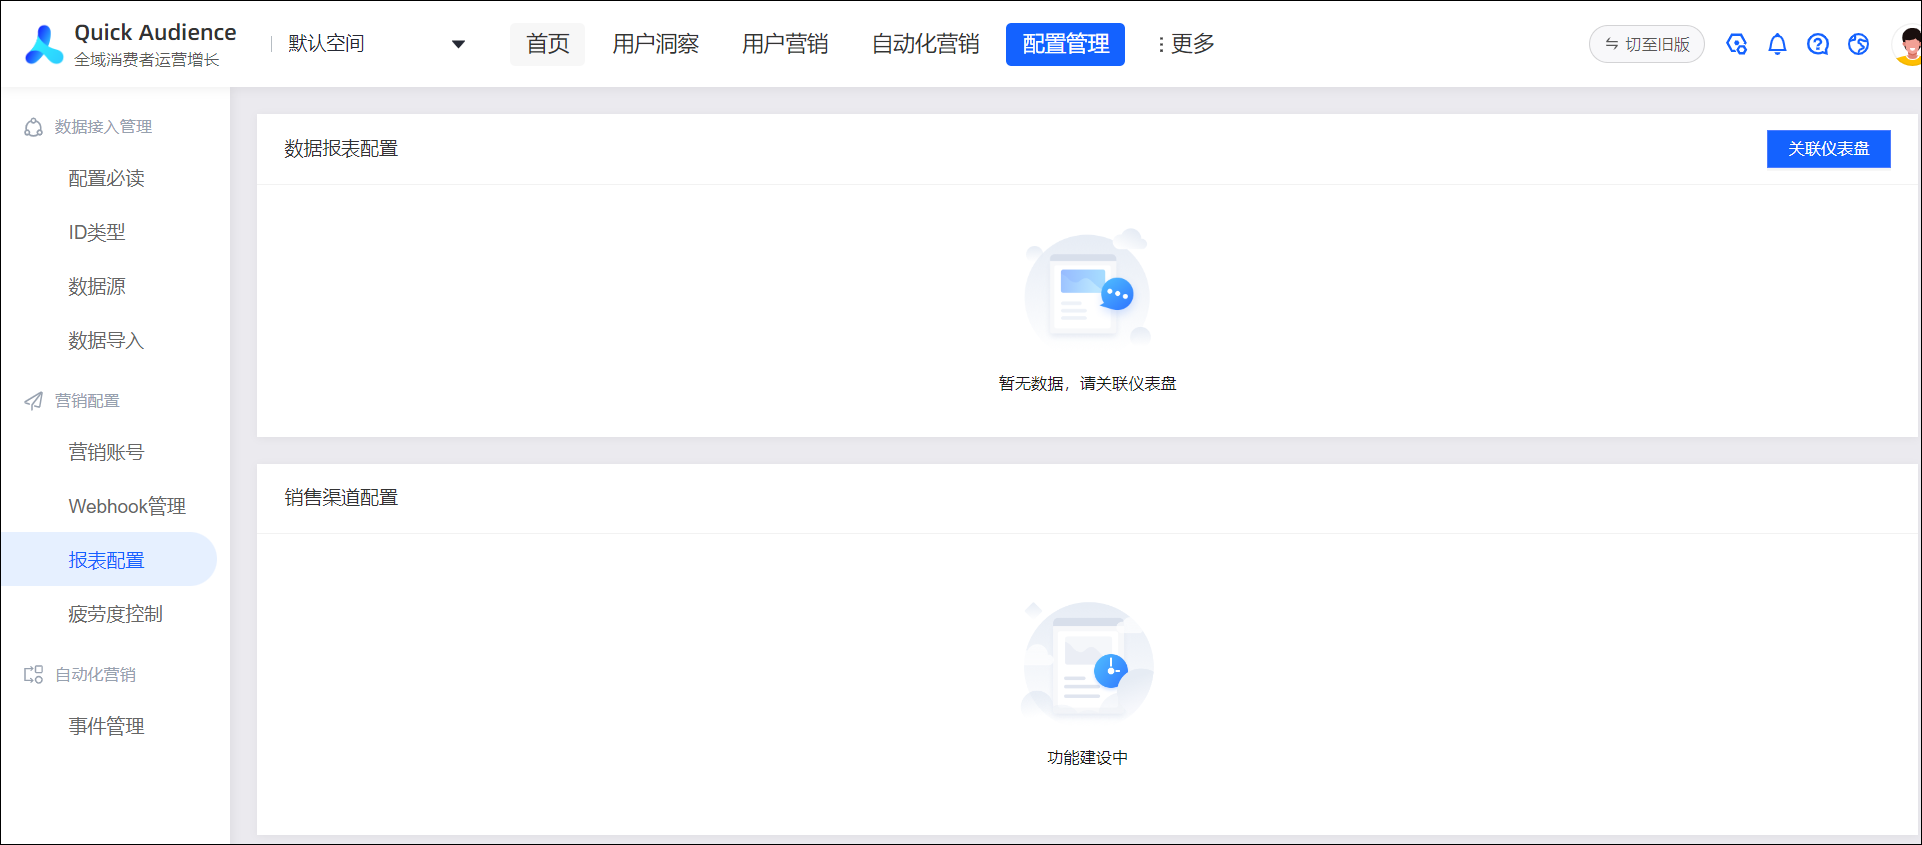 Quick Audience
全域消费者运营增长
默认空间
首页
用户洞察
用户营销
自动化营销
配置管理
更多
切至旧版
数据接入管理
配置必读
ID类型
数据源
数据导入
营销配置
营销账号
Webhook管理
报表配置
疲劳度控制
自动化营销
事件管理
数据报表配置
关联仪表盘
暂无数据，请关联仪表盘
销售渠道配置
功能建设中